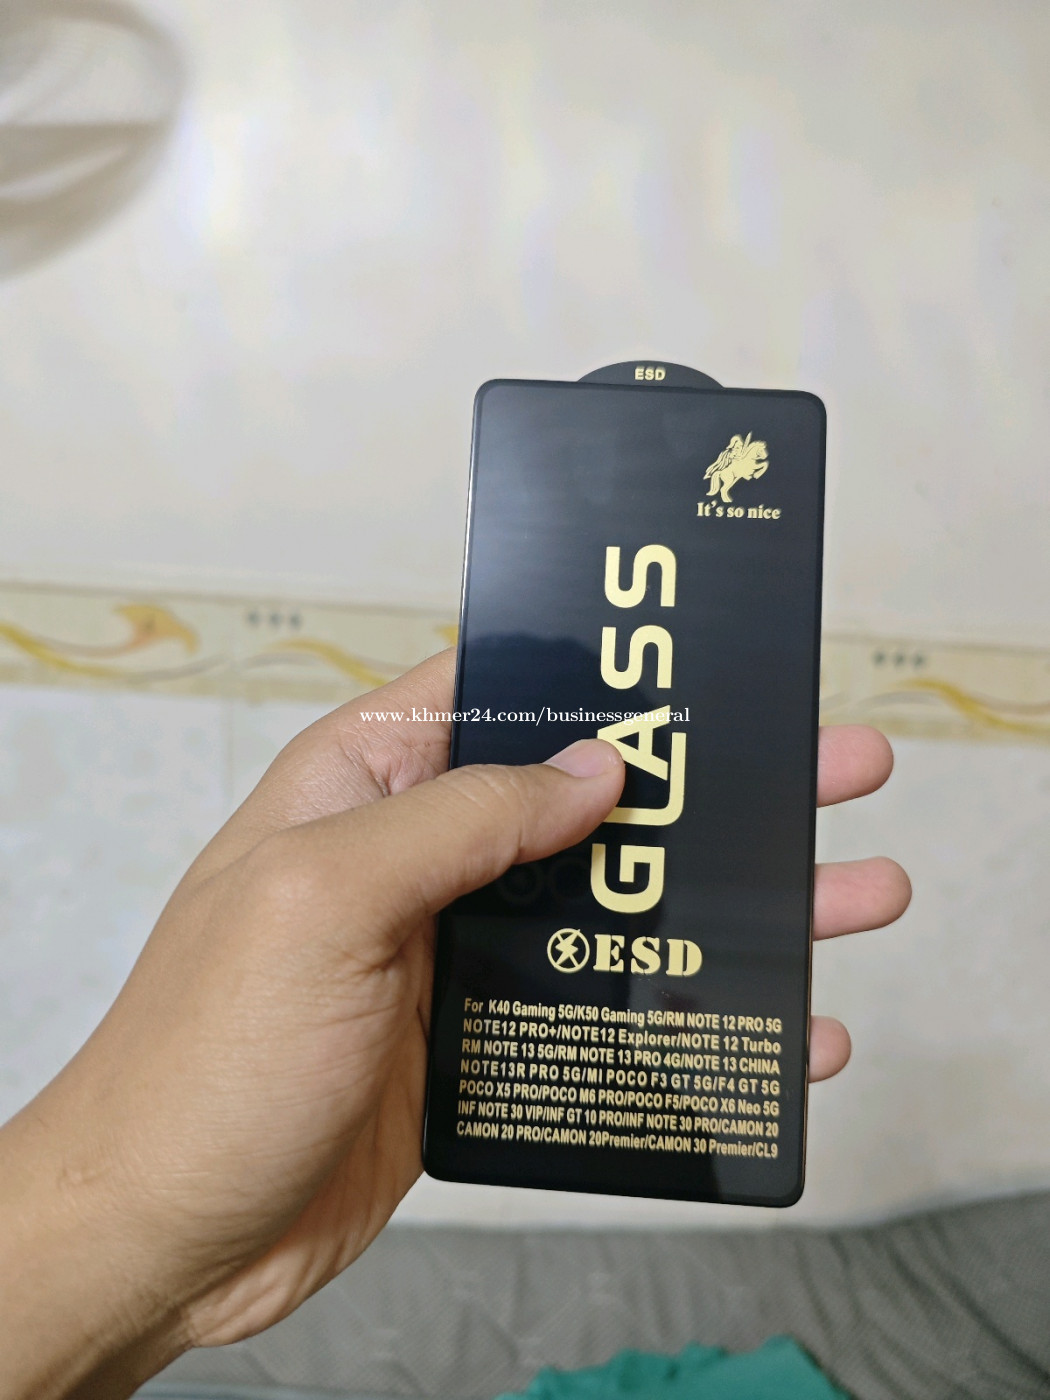 ESD
It's so nice
GLASS
www.khmer24.com/businessgeneral
ESD
For K40 Gaming 5G/K50 Gaming 5G/RM NOTE 12 PRO 5G
NOTE12 PRO+/NOTE12 Explorer/NOTE 12 Turbo
RM NOTE 13 5G/RM NOTE 13 PRO 4G/NOTE 13 CHINA
NOTE13R PRO 5G/MI POCO F3 GT 5G/F4 GT 5G
POCO X5 PRO/POCO M6 PRO/POCO F5/POCO X6 Neo 5G
INF NOTE 30 VIP/INF GT 10 PRO/INF NOTE 30 PRO/CAMON 20
CAMON 20 PRO/CAMON 20Premier/CAMON 30 Premier/CL9